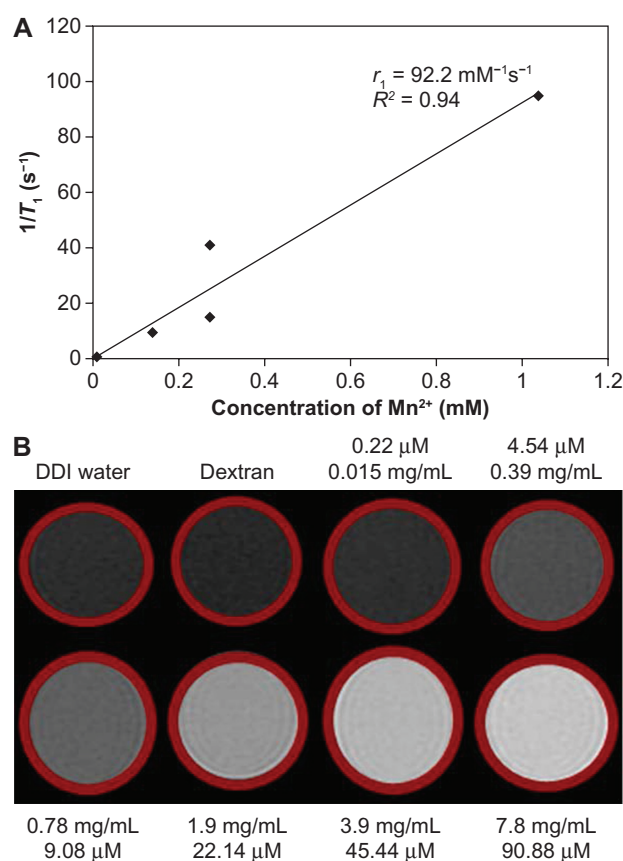 A
120
100
80
60
40
20
0
1/T₁ (s⁻¹)
r₁ = 92.2 mM⁻¹s⁻¹
R² = 0.94
0 0.2 0.4 0.6 0.8 1 1.2
Concentration of Mn²⁺ (mM)
B
0.22 μM 4.54 μM
DDI water Dextran 0.015 mg/mL 0.39 mg/mL
0.78 mg/mL 1.9 mg/mL 3.9 mg/mL 7.8 mg/mL
9.08 μM 22.14 μM 45.44 μM 90.88 μM